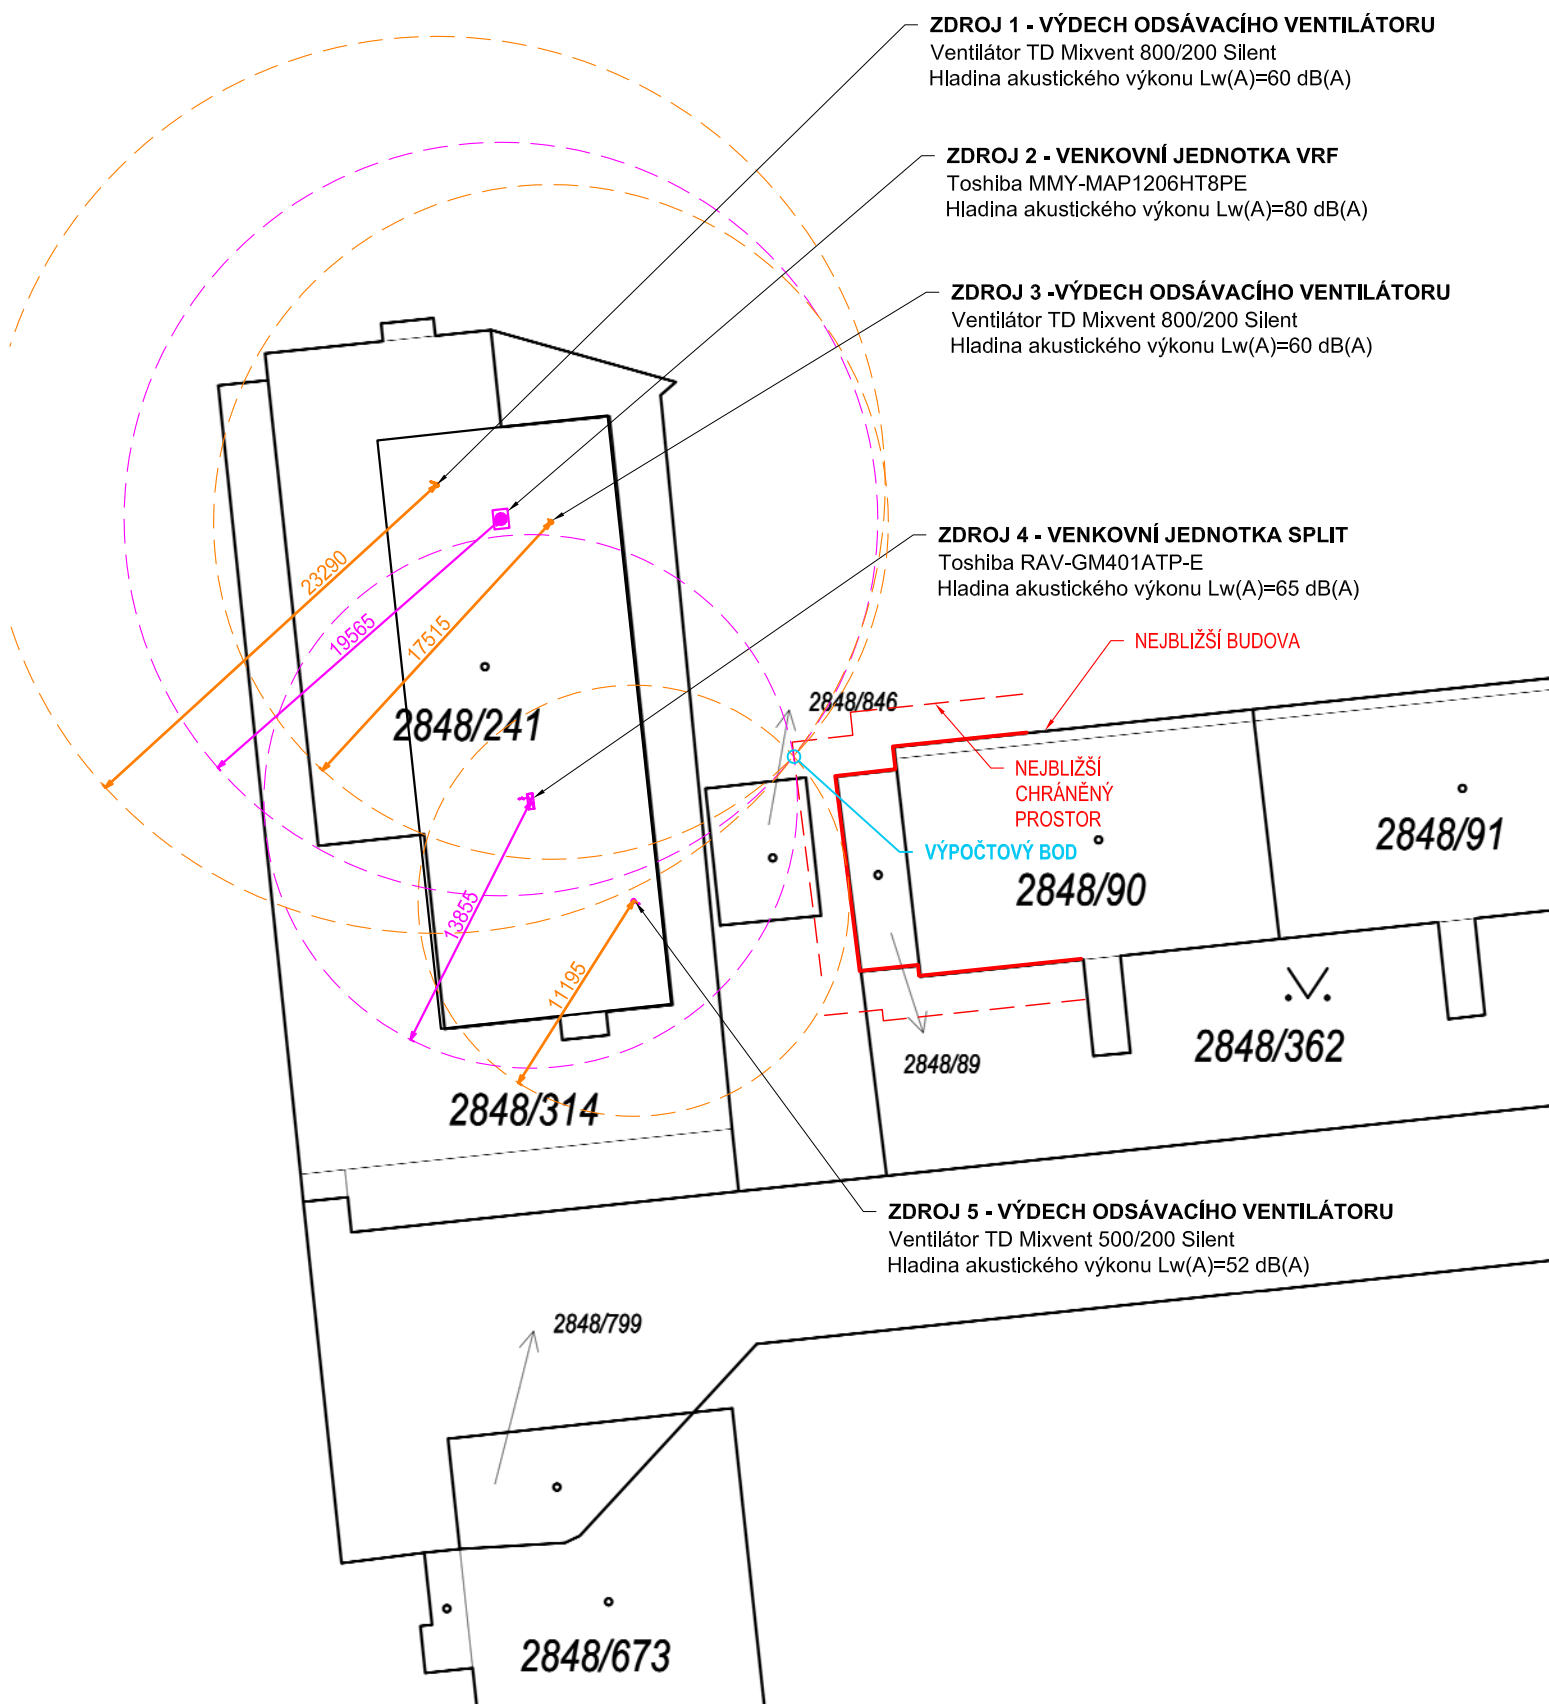 ZDROJ 1 - VÝDECH ODSÁVACÍHO VENTILÁTORU
Ventilátor TD Mixvent 800/200 Silent
Hladina akustického výkonu Lw(A)=60 dB(A)
ZDROJ 2 - VENKOVNÍ JEDNOTKA VRF
Toshiba MMY-MAP1206HT8PE
Hladina akustického výkonu Lw(A)=80 dB(A)
ZDROJ 3 -VÝDECH ODSÁVACÍHO VENTILÁTORU
Ventilátor TD Mixvent 800/200 Silent
Hladina akustického výkonu Lw(A)=60 dB(A)
ZDROJ 4 - VENKOVNÍ JEDNOTKA SPLIT
Toshiba RAV-GM401ATP-E
Hladina akustického výkonu Lw(A)=65 dB(A)
23290
19565
17515
NEJBLIŽŠÍ BUDOVA
2848/846
2848/241
NEJBLIŽŠÍ
CHRÁNĚNÝ
PROSTOR
VÝPOČTOVÝ BOD
2848/91
2848/90
13855
11195
2848/362
2848/89
2848/314
ZDROJ 5 - VÝDECH ODSÁVACÍHO VENTILÁTORU
Ventilátor TD Mixvent 500/200 Silent
Hladina akustického výkonu Lw(A)=52 dB(A)
2848/799
2848/673